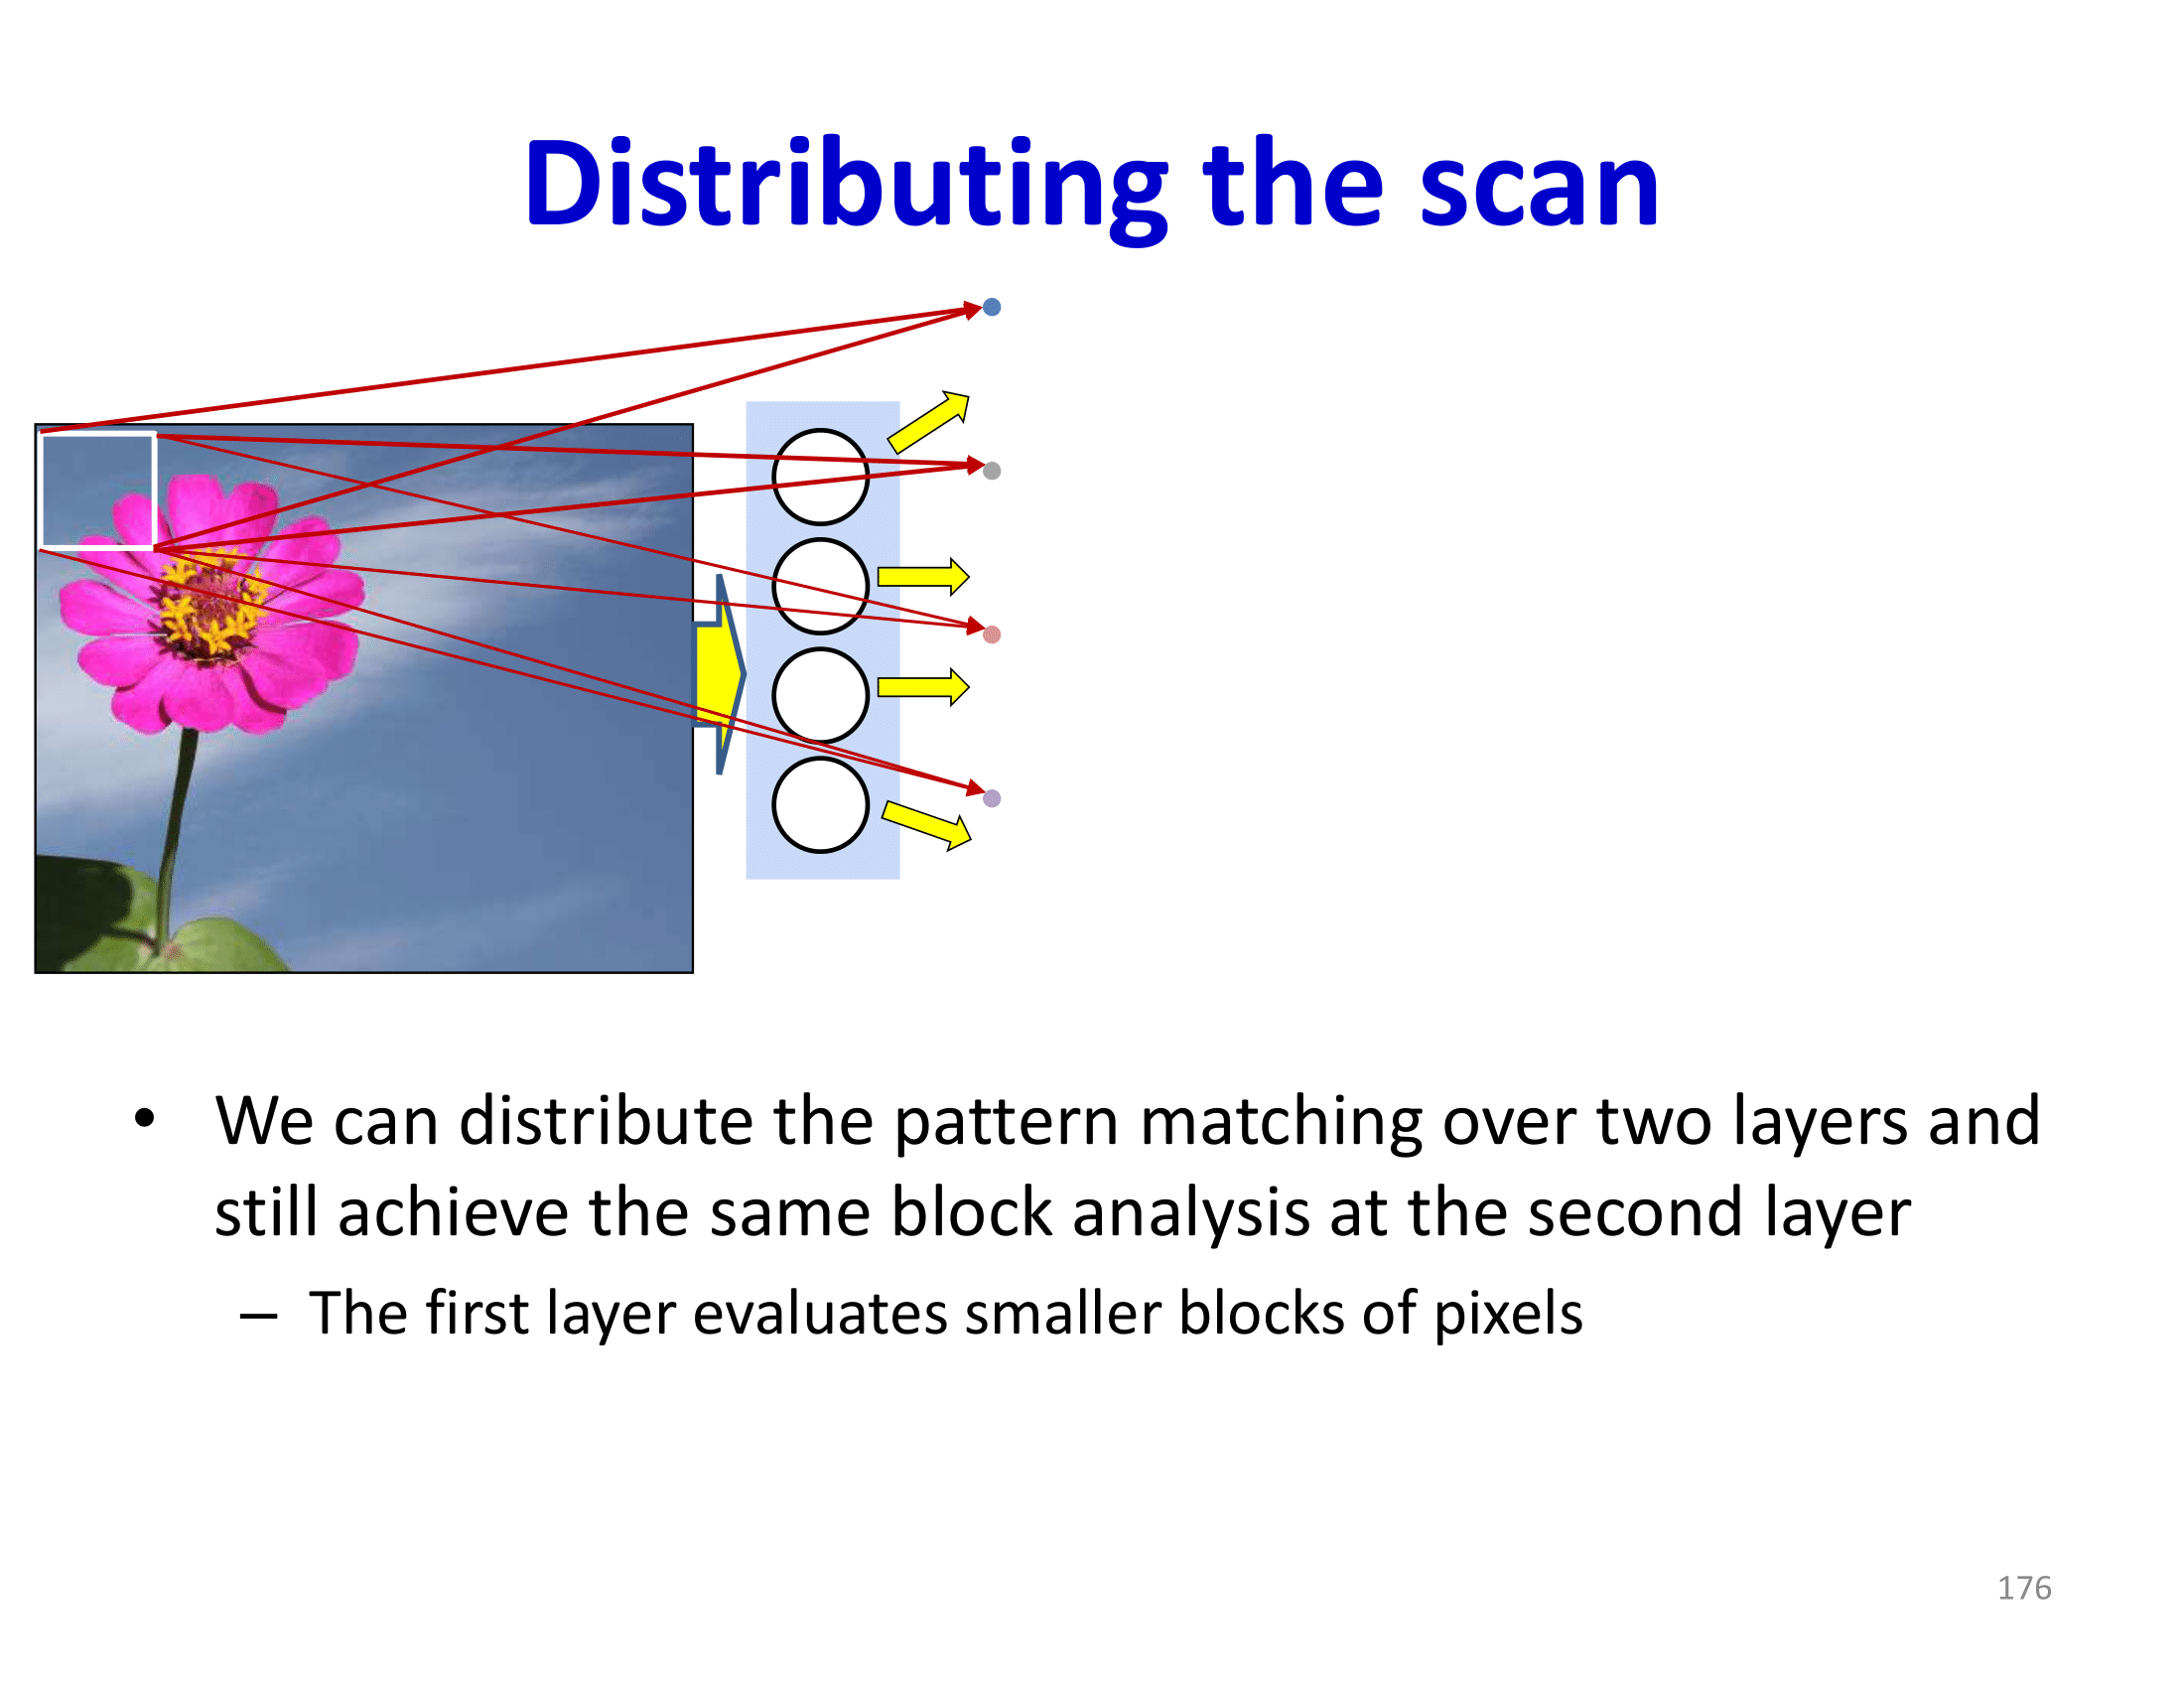 Distributing the scan
• We can distribute the pattern matching over two layers and
still achieve the same block analysis at the second layer
– The first layer evaluates smaller blocks of pixels
176